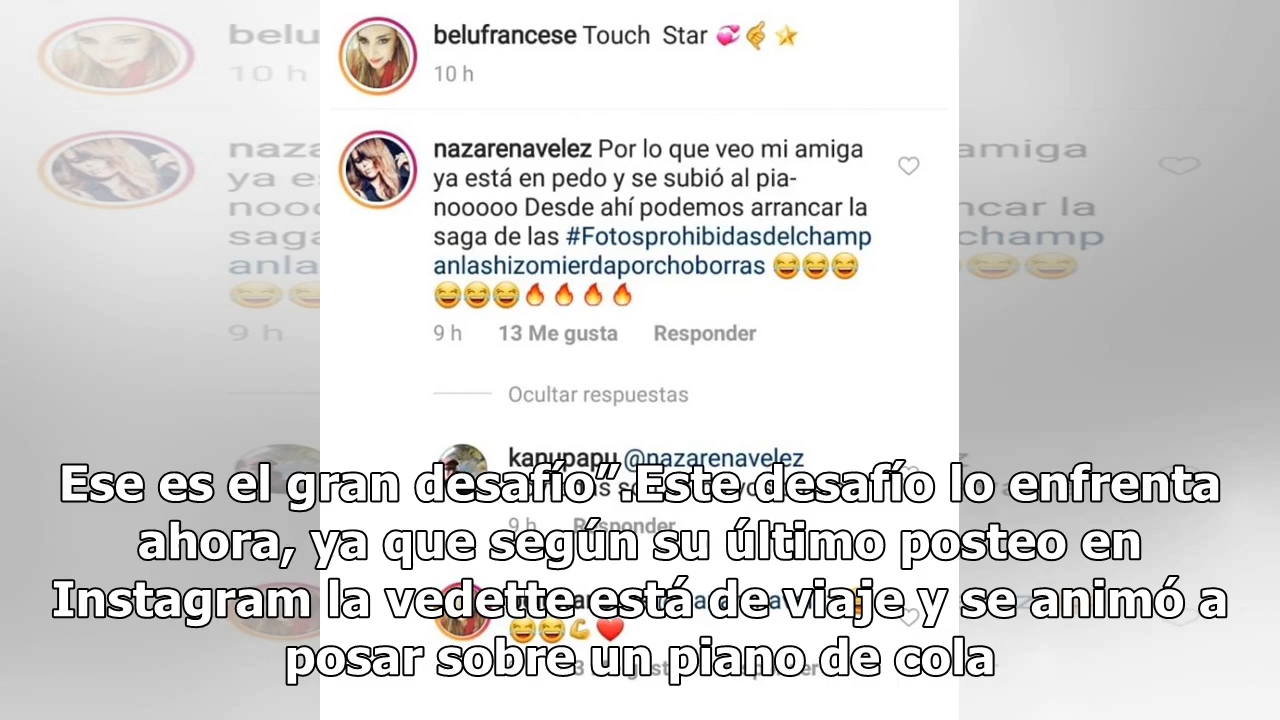 belufrancese Touch Star 💞🤙⭐
10 h
nazarenavelez Por lo que veo mi amiga
ya está en pedo y se subió al pia-
nooooo Desde ahí podemos arrancar la
saga de las #Fotosprohibidasdelchamp
anlashizomierdaporchoborras 😂😂😂
😂😂😂🔥🔥🔥🔥
9 h 13 Me gusta Responder
Ocultar respuestas
kanupapu @nazarenavelez
9 h Responder
😂😂💪❤️
Ese es el gran desafío”.Este desafío lo enfrenta
ahora, ya que según su último posteo en
Instagram la vedette está de viaje y se animó a
posar sobre un piano de cola